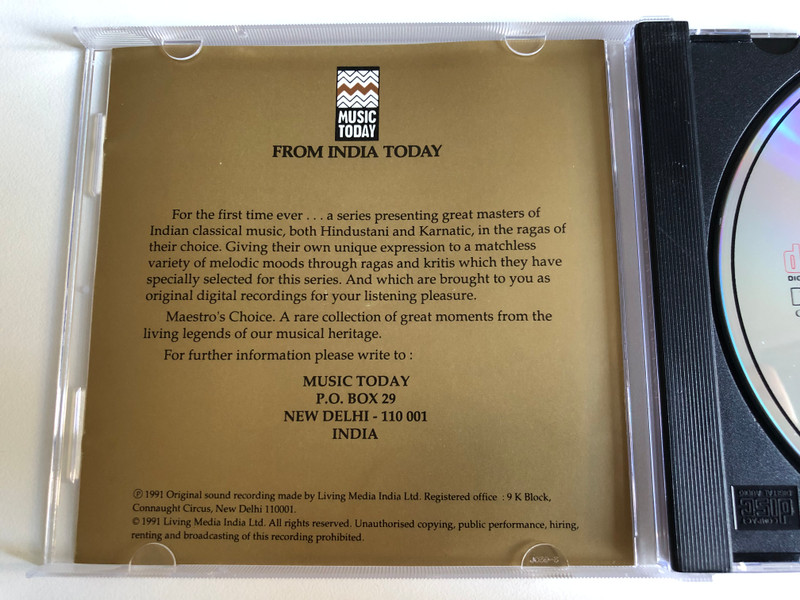 MUSIC
TODAY
FROM INDIA TODAY
For the first time ever . . . a series presenting great masters of
Indian classical music, both Hindustani and Karnatic, in the ragas of
their choice. Giving their own unique expression to a matchless
variety of melodic moods through ragas and kritis which they have
specially selected for this series. And which are brought to you as
original digital recordings for your listening pleasure.
Maestro's Choice. A rare collection of great moments from the
living legends of our musical heritage.
For further information please write to :
MUSIC TODAY
P.O. BOX 29
NEW DELHI - 110 001
INDIA
Ⓟ 1991 Original sound recording made by Living Media India Ltd. Registered office : 9 K Block,
Connaught Circus, New Delhi 110001.
© 1991 Living Media India Ltd. All rights reserved. Unauthorised copying, public performance, hiring,
renting and broadcasting of this recording prohibited.
COMPACT
disc
DIGITAL AUDIO